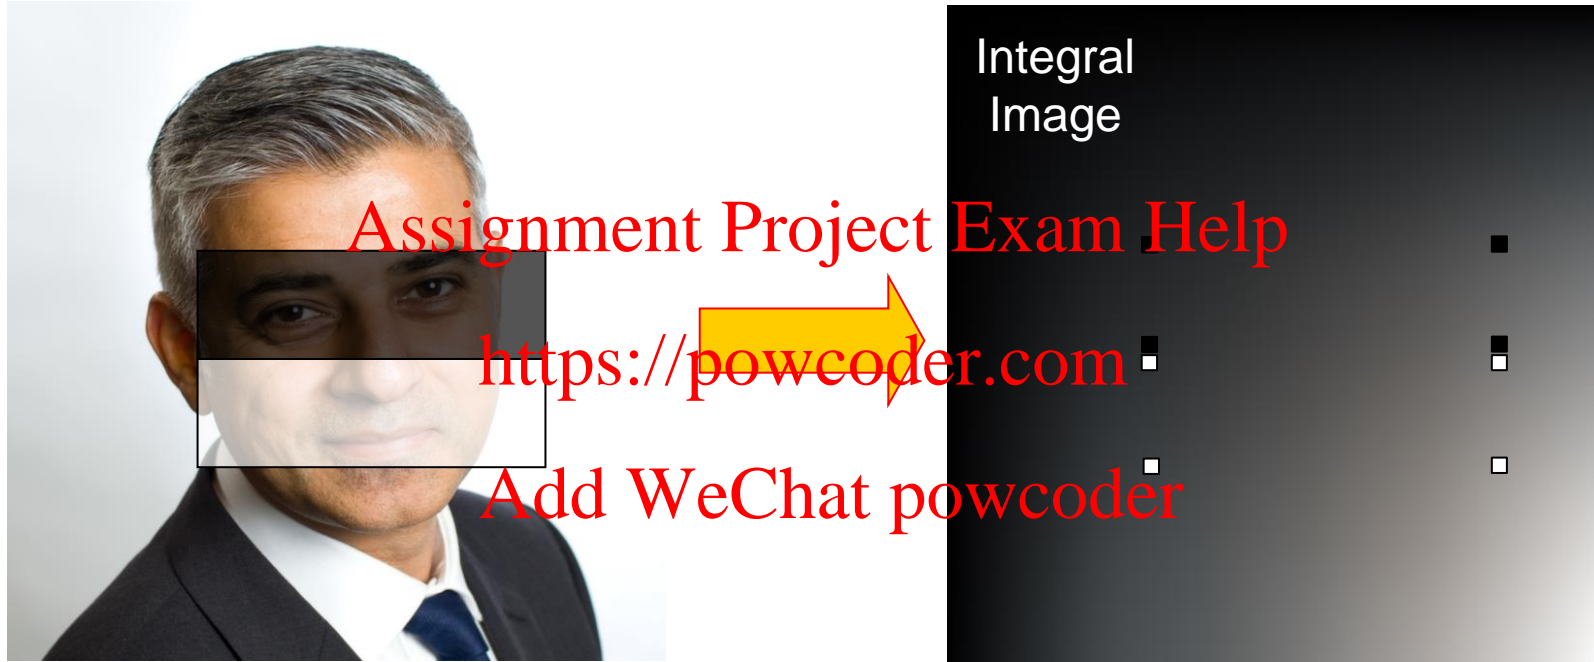 Integral
Image
Assignment Project Exam Help
https://powcoder.com
Add WeChat powcoder